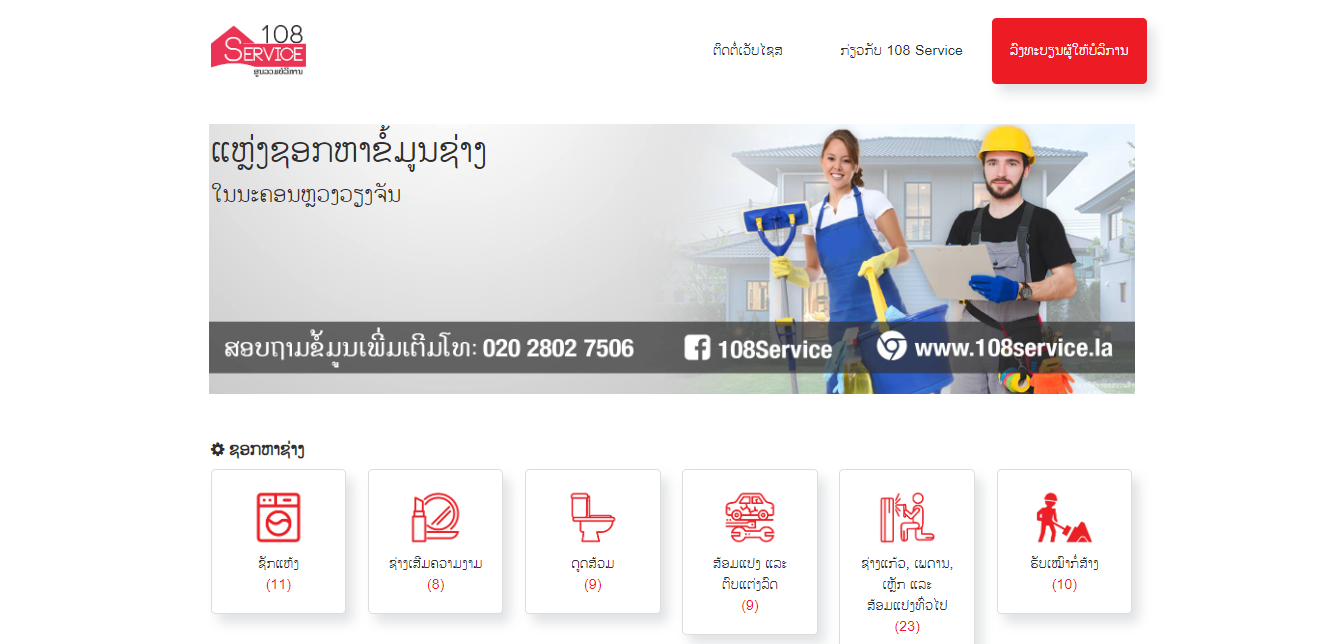 108
SERVICE
ສູນລວມບໍລິການ
ຕິດຕໍ່ເວັບໄຊສ
ກ່ຽວກັບ 108 Service
ລົງທະບຽນຜູ້ໃຫ້ບໍລິການ
ແຫຼ່ງຊອກຫາຂໍ້ມູນຊ່າງ
ໃນນະຄອນຫຼວງວຽງຈັນ
ສອບຖາມຂໍ້ມູນເພີ່ມເຕີມໂທ: 020 2802 7506
108Service
www.108service.la
ຊອກຫາຊ່າງ
ຊັກແຫ້ງ
(11)
ຊ່າງເສີມຄວາມງາມ
(8)
ດູດສ້ວມ
(9)
ສ້ອມແປງ ແລະ
ຕົບແຕ່ງລົດ
(9)
ຊ່າງແກ້ວ, ເພດານ,
ເຫຼັກ ແລະ
ສ້ອມແປງທົ່ວໄປ
(23)
ຮັບເໝົາກໍ່ສ້າງ
(10)